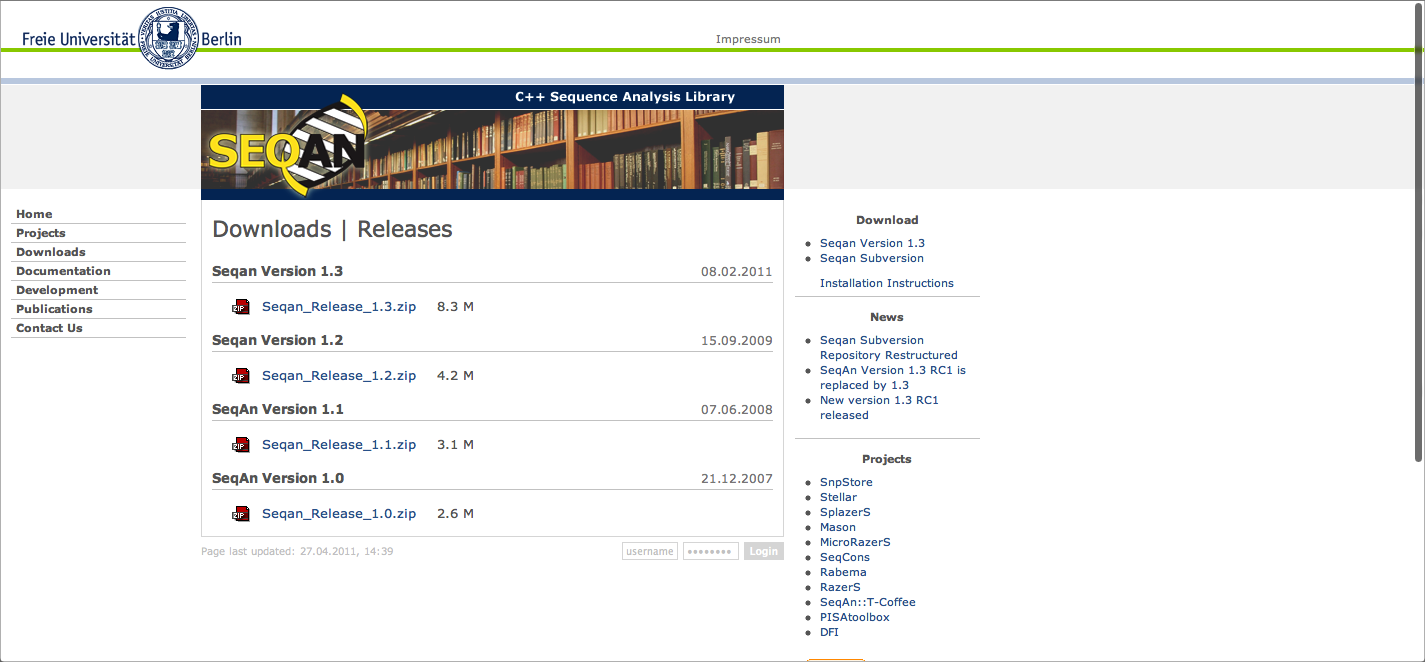 Freie Universität Berlin
Impressum
C++ Sequence Analysis Library
SEQAN
Home
Projects
Downloads
Documentation
Development
Publications
Contact Us
Downloads | Releases
Seqan Version 1.3 08.02.2011
ZIP Seqan_Release_1.3.zip 8.3 M
Seqan Version 1.2 15.09.2009
ZIP Seqan_Release_1.2.zip 4.2 M
SeqAn Version 1.1 07.06.2008
ZIP Seqan_Release_1.1.zip 3.1 M
SeqAn Version 1.0 21.12.2007
ZIP Seqan_Release_1.0.zip 2.6 M
Page last updated: 27.04.2011, 14:39
username •••••••• Login
Download
Seqan Version 1.3
Seqan Subversion
Installation Instructions
News
Seqan Subversion
Repository Restructured
SeqAn Version 1.3 RC1 is
replaced by 1.3
New version 1.3 RC1
released
Projects
SnpStore
Stellar
SplazerS
Mason
MicroRazerS
SeqCons
Rabema
RazerS
SeqAn::T-Coffee
PISAtoolbox
DFI